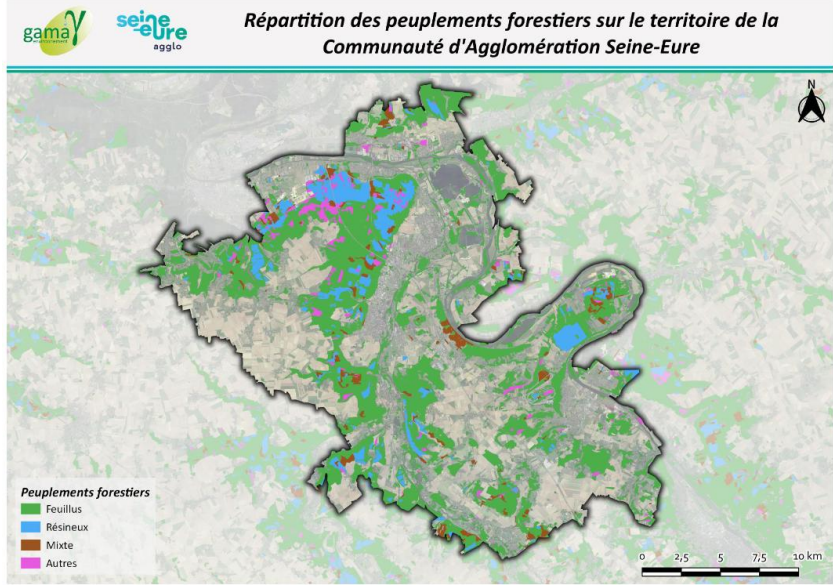 gama
environnement
seine
eure
agglo
Répartition des peuplements forestiers sur le territoire de la
Communauté d'Agglomération Seine-Eure
N
Peuplements forestiers
Feuillus
Résineux
Mixte
Autres
0 2,5 5 7,5 10 km